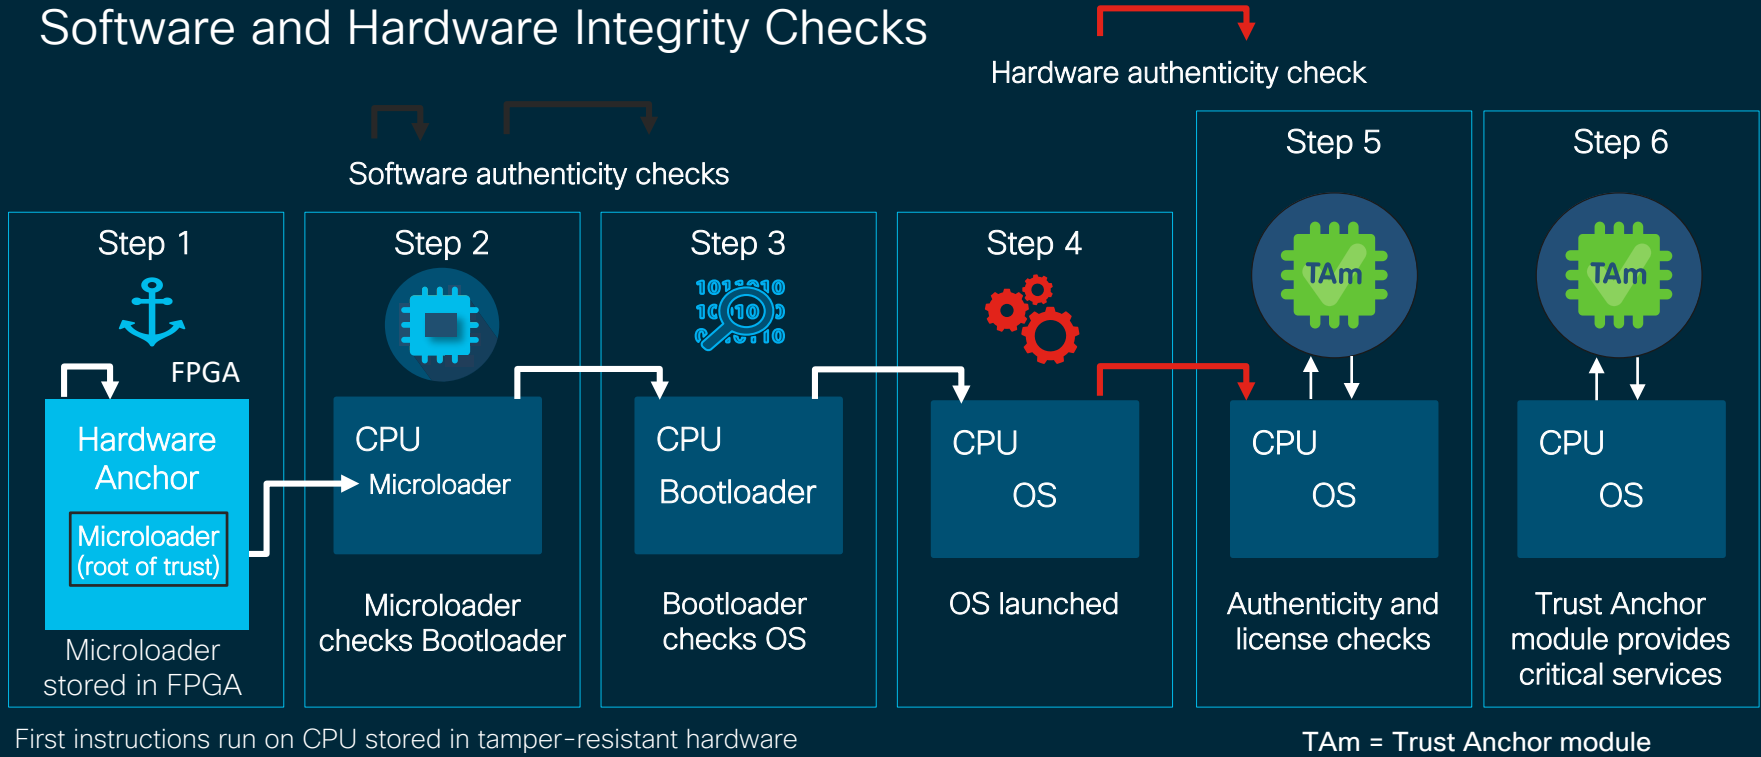 Software and Hardware Integrity Checks
Hardware authenticity check
Software authenticity checks
Step 1
FPGA
Hardware
Anchor
Microloader
(root of trust)
Microloader
stored in FPGA
Step 2
CPU
Microloader
Microloader
checks Bootloader
Step 3
CPU
Bootloader
Bootloader
checks OS
Step 4
CPU
OS
OS launched
Step 5
TAm
CPU
OS
Authenticity and
license checks
Step 6
TAm
CPU
OS
Trust Anchor
module provides
critical services
First instructions run on CPU stored in tamper-resistant hardware
TAm = Trust Anchor module